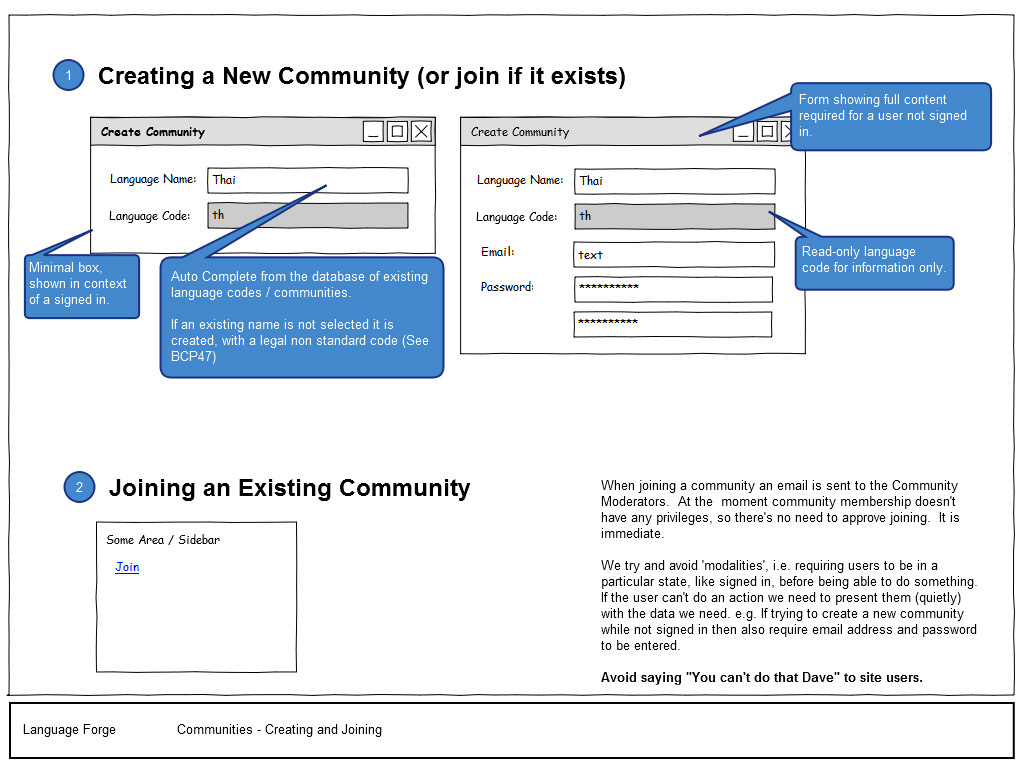 1
Creating a New Community (or join if it exists)
Create Community
Language Name:
Thai
Language Code:
th
Minimal box,
shown in context
of a signed in.
Auto Complete from the database of existing
language codes / communities.
If an existing name is not selected it is
created, with a legal non standard code (See
BCP47)
Create Community
Form showing full content
required for a user not signed
in.
Language Name:
Thai
Language Code:
th
Read-only language
code for information only.
Email:
text
Password:
**********
**********
2
Joining an Existing Community
Some Area / Sidebar
Join
When joining a community an email is sent to the Community
Moderators.  At the  moment community membership doesn't
have any privileges, so there's no need to approve joining.  It is
immediate.
We try and avoid 'modalities', i.e. requiring users to be in a
particular state, like signed in, before being able to do something.
If the user can't do an action we need to present them (quietly)
with the data we need. e.g. If trying to create a new community
while not signed in then also require email address and password
to be entered.
Avoid saying "You can't do that Dave" to site users.
Language Forge
Communities - Creating and Joining